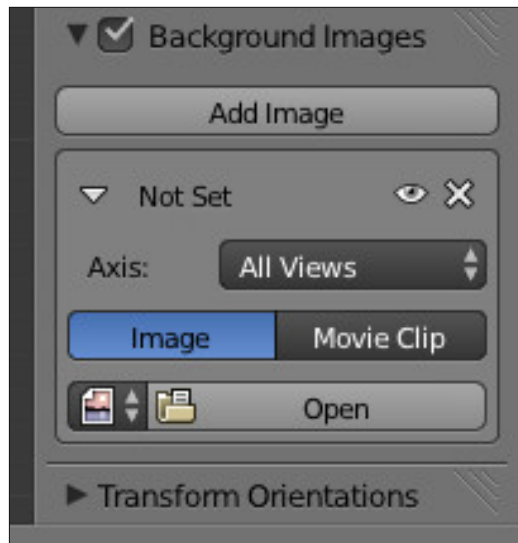 Background Images
Add Image
Not Set
Axis: All Views
Image Movie Clip
Open
Transform Orientations